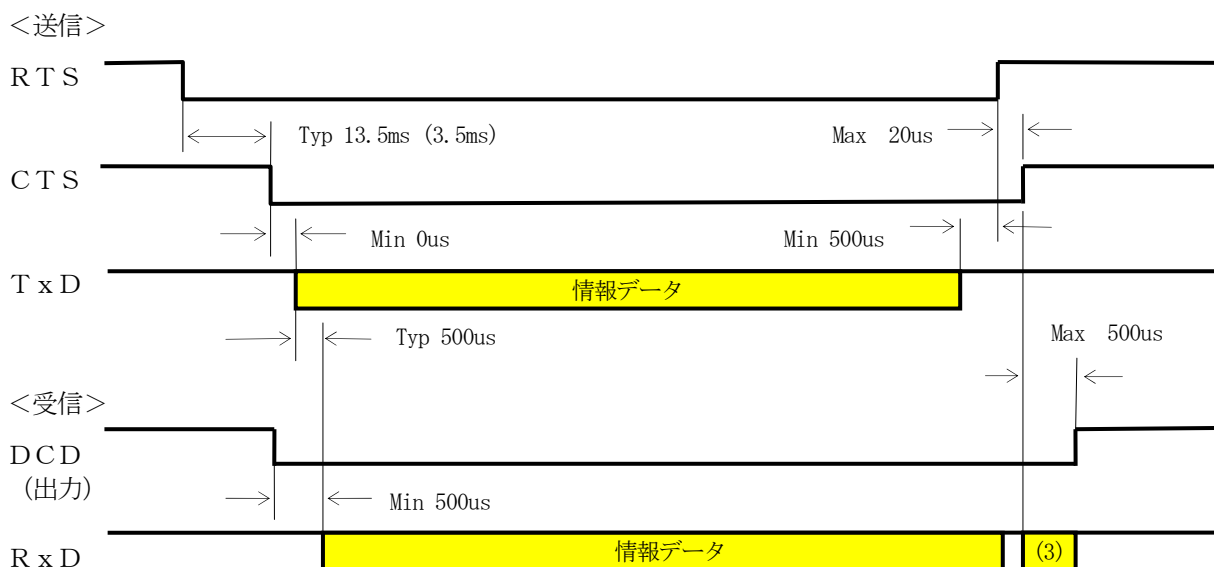 ＜送信＞
ＲＴＳ
Typ 13.5ms (3.5ms)
Max 20us
ＣＴＳ
Min 0us
Min 500us
ＴｘＤ
情報データ
Typ 500us
Max 500us
＜受信＞
ＤＣＤ
（出力）
Min 500us
ＲｘＤ
情報データ
(3)